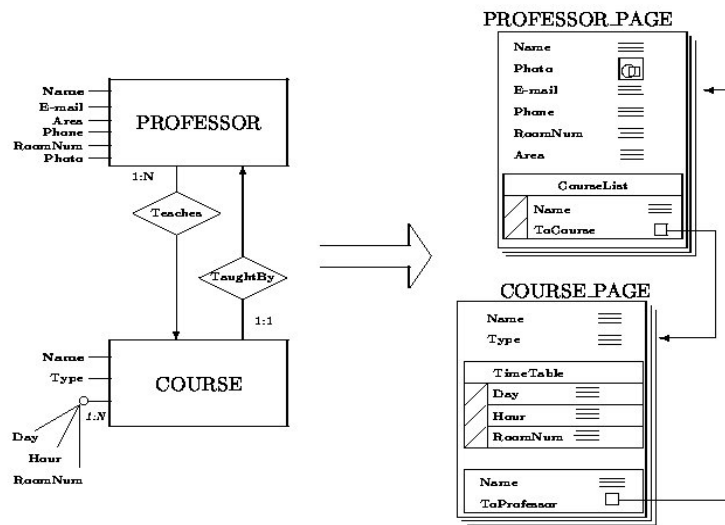 Name
E-mail
Area
Phone
RoomNum
Photo
PROFESSOR
1:N
Teaches
TaughtBy
1:1
Name
Type
COURSE
1:N
Day
Hour
RoomNum
PROFESSOR_PAGE
Name
Photo
E-mail
Phone
RoomNum
Area
CourseList
Name
ToCourse
COURSE_PAGE
Name
Type
TimeTable
Day
Hour
RoomNum
Name
ToProfessor